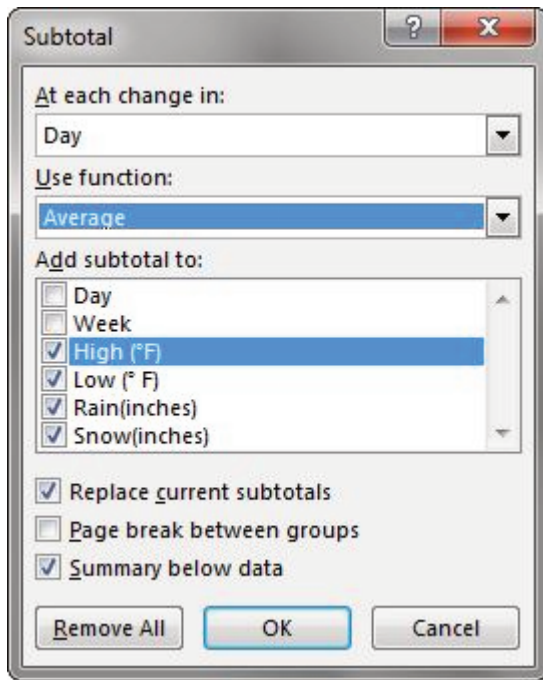 Subtotal
?
At each change in:
Day
Use function:
Average
Add subtotal to:
Day
Week
High (°F)
Low (° F)
Rain(inches)
Snow(inches)
Replace current subtotals
Page break between groups
Summary below data
Remove All OK Cancel